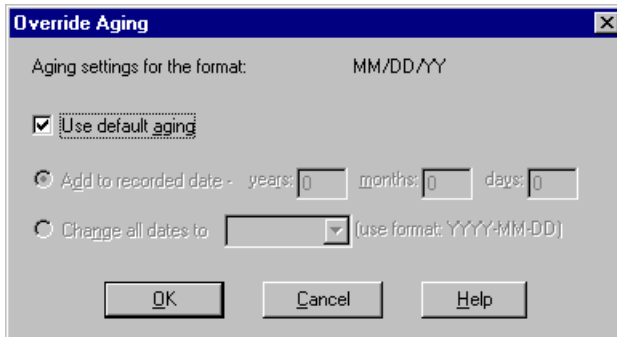 Override Aging
Aging settings for the format: MM/DD/YY
Use default aging
Add to recorded date - years: 0 months: 0 days: 0
Change all dates to (use format: YYYY-MM-DD)
OK Cancel Help